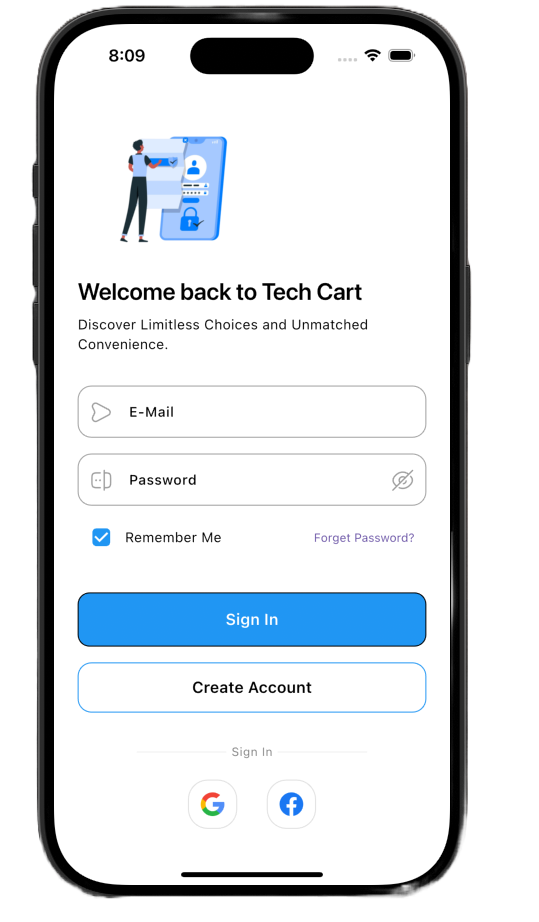 8:09
Welcome back to Tech Cart
Discover Limitless Choices and Unmatched
Convenience.
E-Mail
Password
Remember Me
Forget Password?
Sign In
Create Account
Sign In